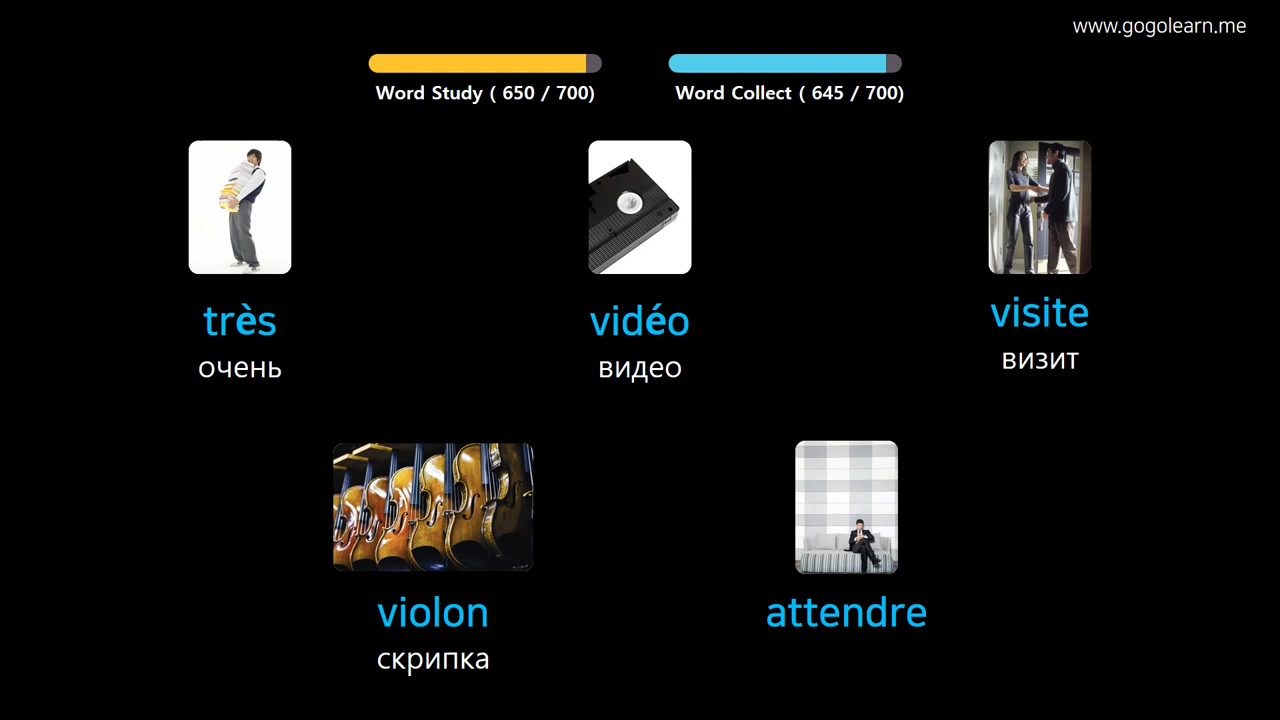 www.gogolearn.me
Word Study ( 650 / 700)
Word Collect ( 645 / 700)
très
очень
vidéo
видео
visite
визит
violon
скрипка
attendre